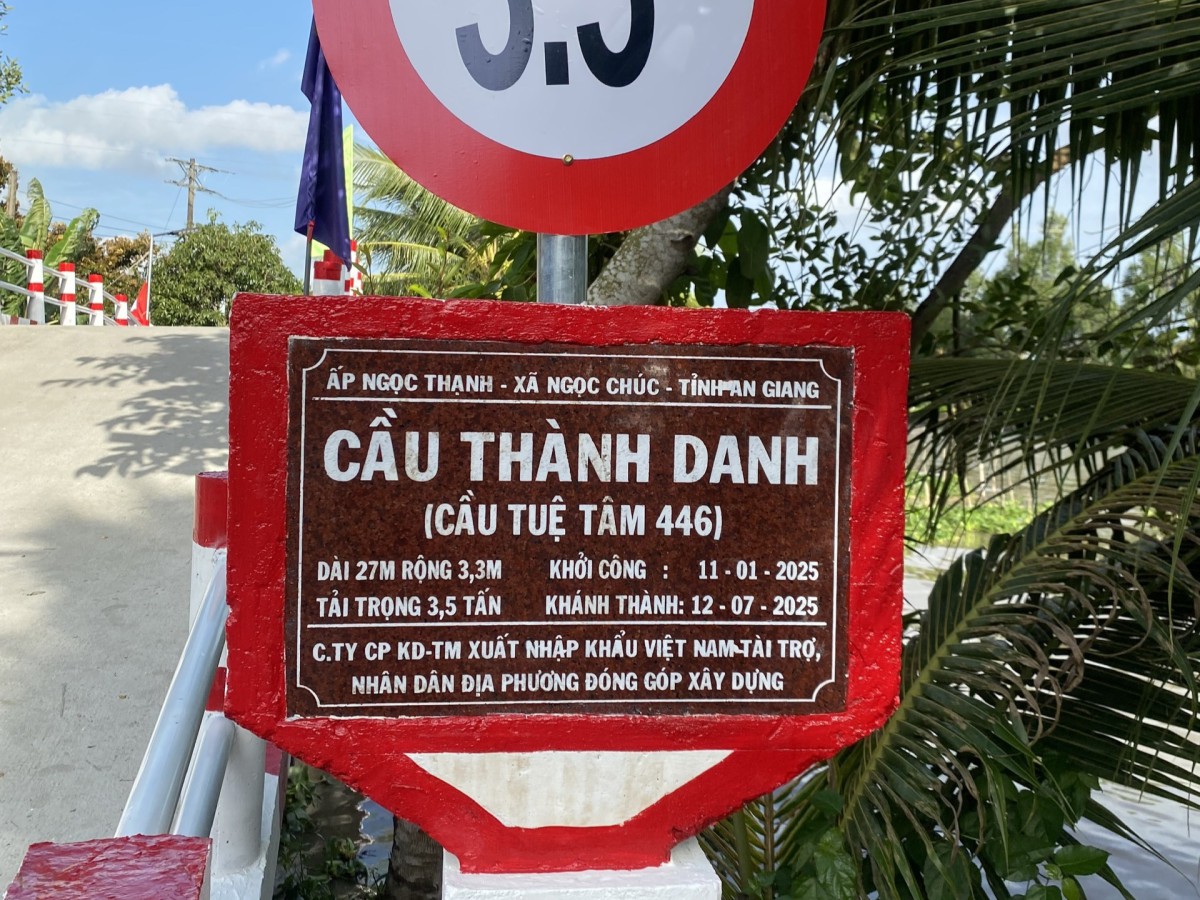 3.5
ẤP NGỌC THẠNH - XÃ NGỌC CHÚC - TỈNH AN GIANG
CẦU THÀNH DANH
(CẦU TUỆ TÂM 446)
DÀI 27M RỘNG 3,3M KHỞI CÔNG : 11 - 01 - 2025
TẢI TRỌNG 3,5 TẤN KHÁNH THÀNH: 12 - 07 - 2025
C.TY CP KD-TM XUẤT NHẬP KHẨU VIỆT NAM TÀI TRỢ,
NHÂN DÂN ĐỊA PHƯƠNG ĐÓNG GÓP XÂY DỰNG